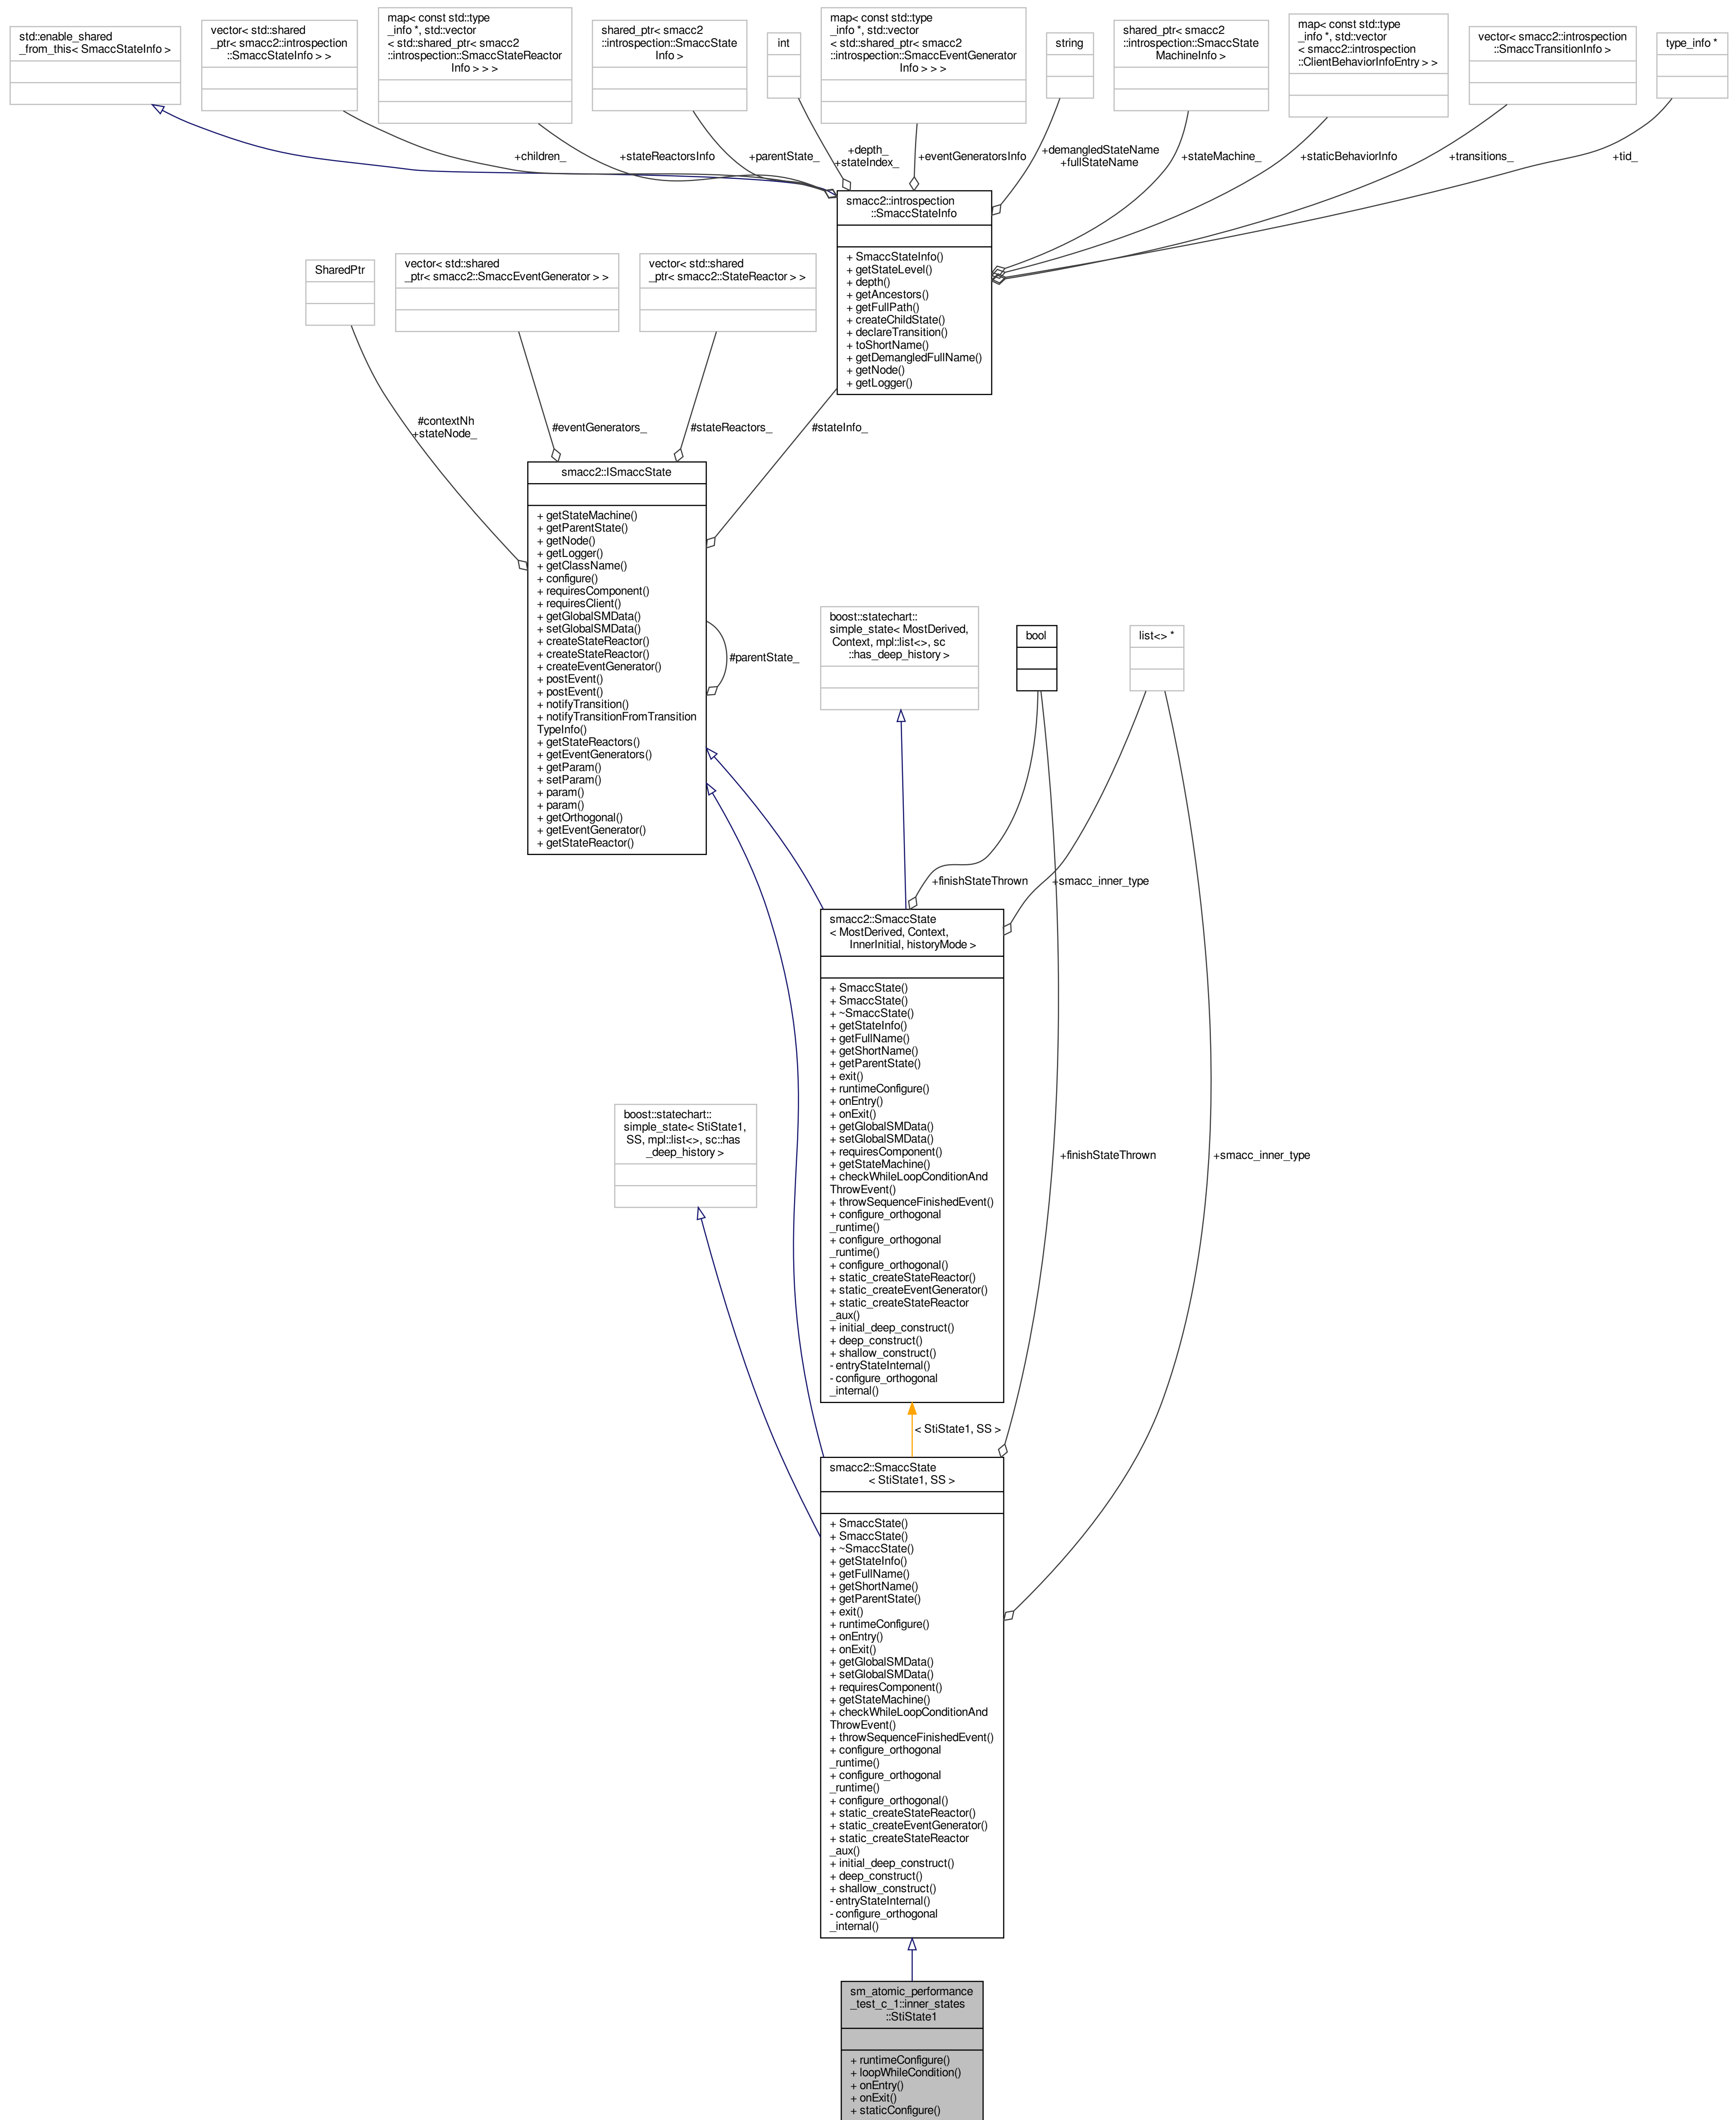 std::enable_shared
_from_this< SmaccStateInfo >
vector< std::shared
_ptr< smacc2::introspection
::SmaccStateInfo > >
map< const std::type
_info *, std::vector
< std::shared_ptr< smacc2
::introspection::SmaccStateReactor
Info > > >
shared_ptr< smacc2
::introspection::SmaccState
Info >
int
map< const std::type
_info *, std::vector
< std::shared_ptr< smacc2
::introspection::SmaccEventGenerator
Info > > >
string
shared_ptr< smacc2
::introspection::SmaccState
MachineInfo >
map< const std::type
_info *, std::vector
< smacc2::introspection
::ClientBehaviorInfoEntry > >
vector< smacc2::introspection
::SmaccTransitionInfo >
type_info *
+children_
+stateReactorsInfo
+parentState_
+depth_
+stateIndex_
+eventGeneratorsInfo
+demangledStateName
+fullStateName
+stateMachine_
+staticBehaviorInfo
+transitions_
+tid_
smacc2::introspection
::SmaccStateInfo
+ SmaccStateInfo()
+ getStateLevel()
+ depth()
+ getAncestors()
+ getFullPath()
+ createChildState()
+ declareTransition()
+ toShortName()
+ getDemangledFullName()
+ getNode()
+ getLogger()
SharedPtr
vector< std::shared
_ptr< smacc2::SmaccEventGenerator > >
vector< std::shared
_ptr< smacc2::StateReactor > >
#contextNh
+stateNode_
#eventGenerators_
#stateReactors_
#stateInfo_
smacc2::ISmaccState
+ getStateMachine()
+ getParentState()
+ getNode()
+ getLogger()
+ getClassName()
+ configure()
+ requiresComponent()
+ requiresClient()
+ getGlobalSMData()
+ setGlobalSMData()
+ createStateReactor()
+ createStateReactor()
+ createEventGenerator()
+ postEvent()
+ postEvent()
+ notifyTransition()
+ notifyTransitionFromTransition
TypeInfo()
+ getStateReactors()
+ getEventGenerators()
+ getParam()
+ setParam()
+ param()
+ param()
+ getOrthogonal()
+ getEventGenerator()
+ getStateReactor()
#parentState_
boost::statechart::
simple_state< MostDerived,
Context, mpl::list<>, sc
::has_deep_history >
bool
list<> *
+finishStateThrown
+smacc_inner_type
smacc2::SmaccState
< MostDerived, Context,
InnerInitial, historyMode >
+ SmaccState()
+ SmaccState()
+ ~SmaccState()
+ getStateInfo()
+ getFullName()
+ getShortName()
+ getParentState()
+ exit()
+ runtimeConfigure()
+ onEntry()
+ onExit()
+ getGlobalSMData()
+ setGlobalSMData()
+ requiresComponent()
+ getStateMachine()
+ checkWhileLoopConditionAnd
ThrowEvent()
+ throwSequenceFinishedEvent()
+ configure_orthogonal
_runtime()
+ configure_orthogonal
_runtime()
+ configure_orthogonal()
+ static_createStateReactor()
+ static_createEventGenerator()
+ static_createStateReactor
_aux()
+ initial_deep_construct()
+ deep_construct()
+ shallow_construct()
- entryStateInternal()
- configure_orthogonal
_internal()
boost::statechart::
simple_state< StiState1,
SS, mpl::list<>, sc::has
_deep_history >
+finishStateThrown
+smacc_inner_type
< StiState1, SS >
smacc2::SmaccState
< StiState1, SS >
+ SmaccState()
+ SmaccState()
+ ~SmaccState()
+ getStateInfo()
+ getFullName()
+ getShortName()
+ getParentState()
+ exit()
+ runtimeConfigure()
+ onEntry()
+ onExit()
+ getGlobalSMData()
+ setGlobalSMData()
+ requiresComponent()
+ getStateMachine()
+ checkWhileLoopConditionAnd
ThrowEvent()
+ throwSequenceFinishedEvent()
+ configure_orthogonal
_runtime()
+ configure_orthogonal
_runtime()
+ configure_orthogonal()
+ static_createStateReactor()
+ static_createEventGenerator()
+ static_createStateReactor
_aux()
+ initial_deep_construct()
+ deep_construct()
+ shallow_construct()
- entryStateInternal()
- configure_orthogonal
_internal()
sm_atomic_performance
_test_c_1::inner_states
::StiState1
+ runtimeConfigure()
+ loopWhileCondition()
+ onEntry()
+ onExit()
+ staticConfigure()